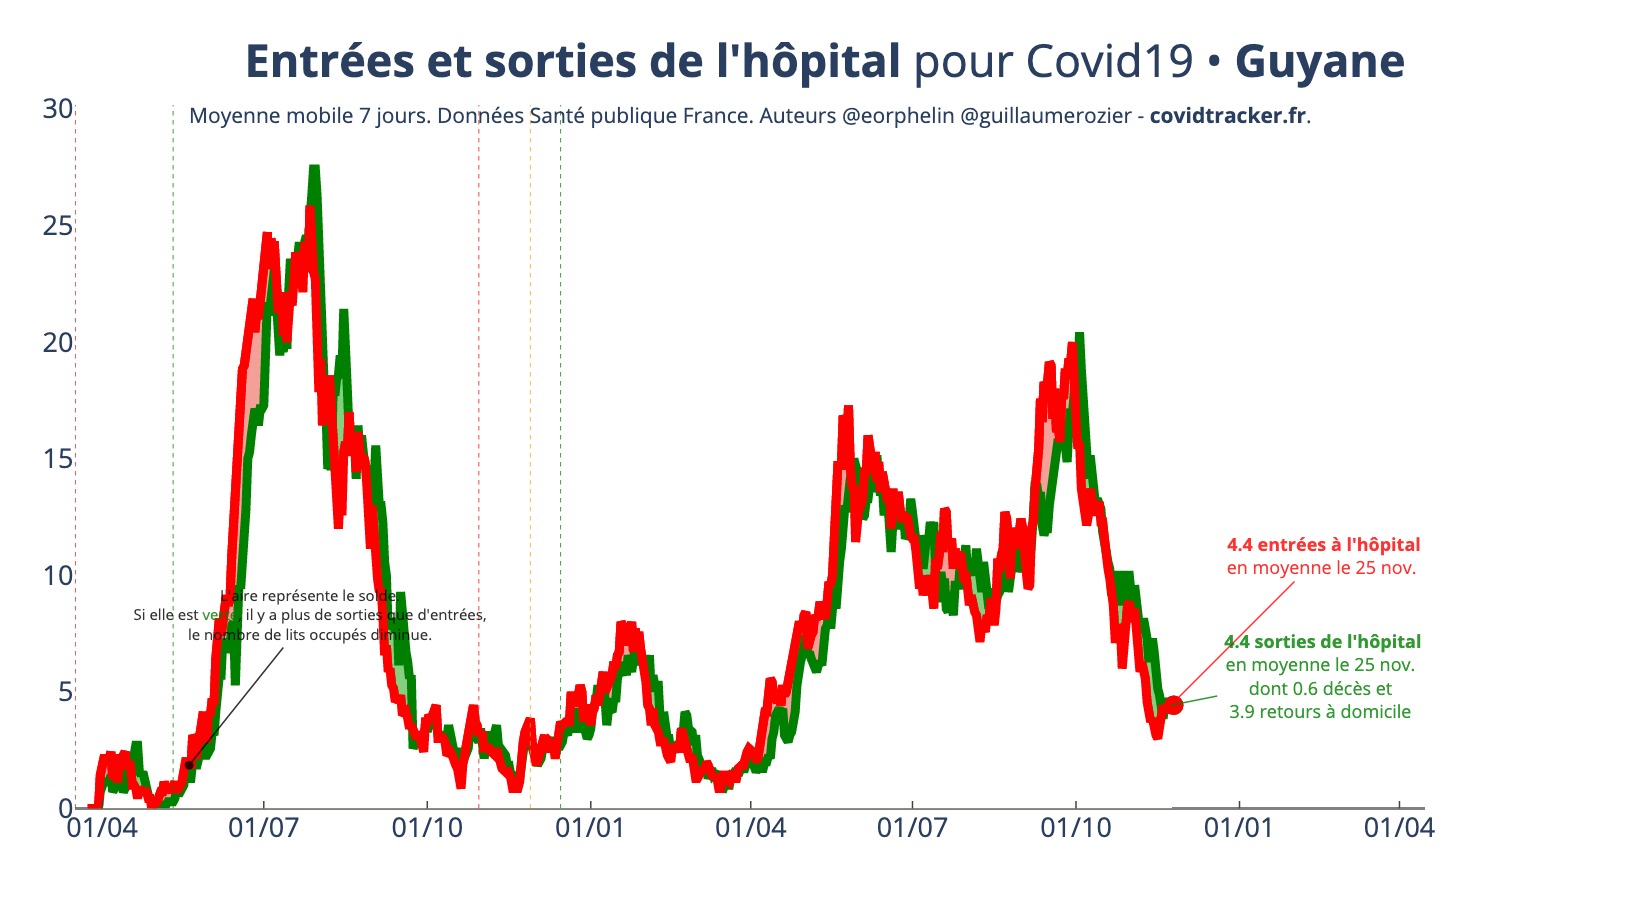 Entrées et sorties de l'hôpital pour Covid19 • Guyane
Moyenne mobile 7 jours. Données Santé publique France. Auteurs @eorphelin @guillaumerozier - covidtracker.fr.
30
25
20
15
10
5
0
L'aire représente le solde.
Si elle est verte, il y a plus de sorties que d'entrées,
le nombre de lits occupés diminue.
4.4 entrées à l'hôpital
en moyenne le 25 nov.
4.4 sorties de l'hôpital
en moyenne le 25 nov.
dont 0.6 décès et
3.9 retours à domicile
01/04 01/07 01/10 01/01 01/04 01/07 01/10 01/01 01/04